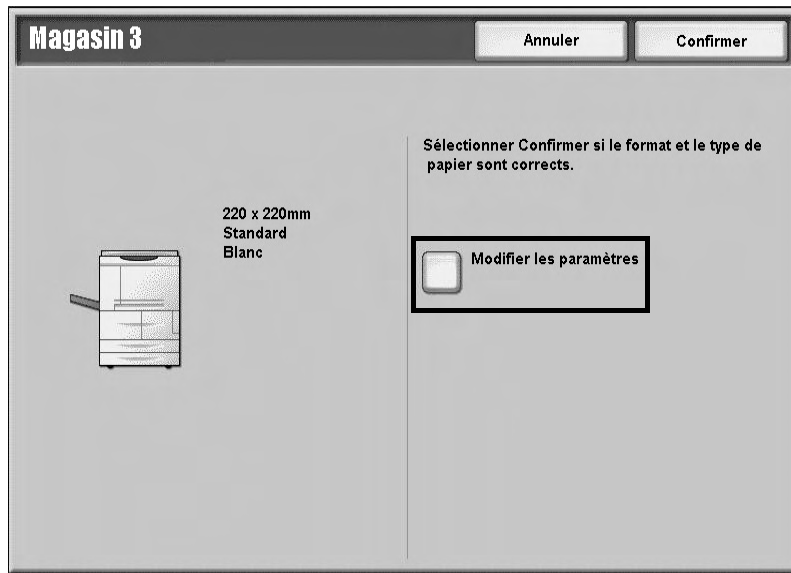 Magasin 3
Annuler
Confirmer
Sélectionner Confirmer si le format et le type de
papier sont corrects.
220 x 220mm
Standard
Blanc
Modifier les paramètres